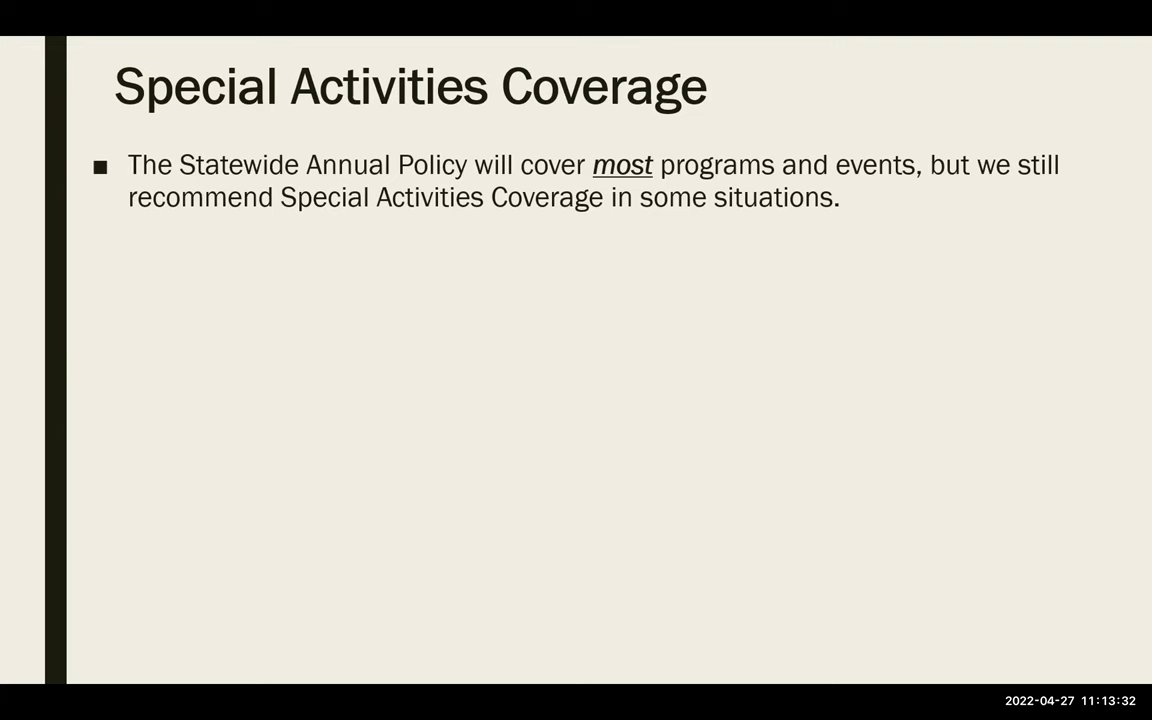 Special Activities Coverage
■ The Statewide Annual Policy will cover most programs and events, but we still
recommend Special Activities Coverage in some situations.
2022-04-27 11:13:32